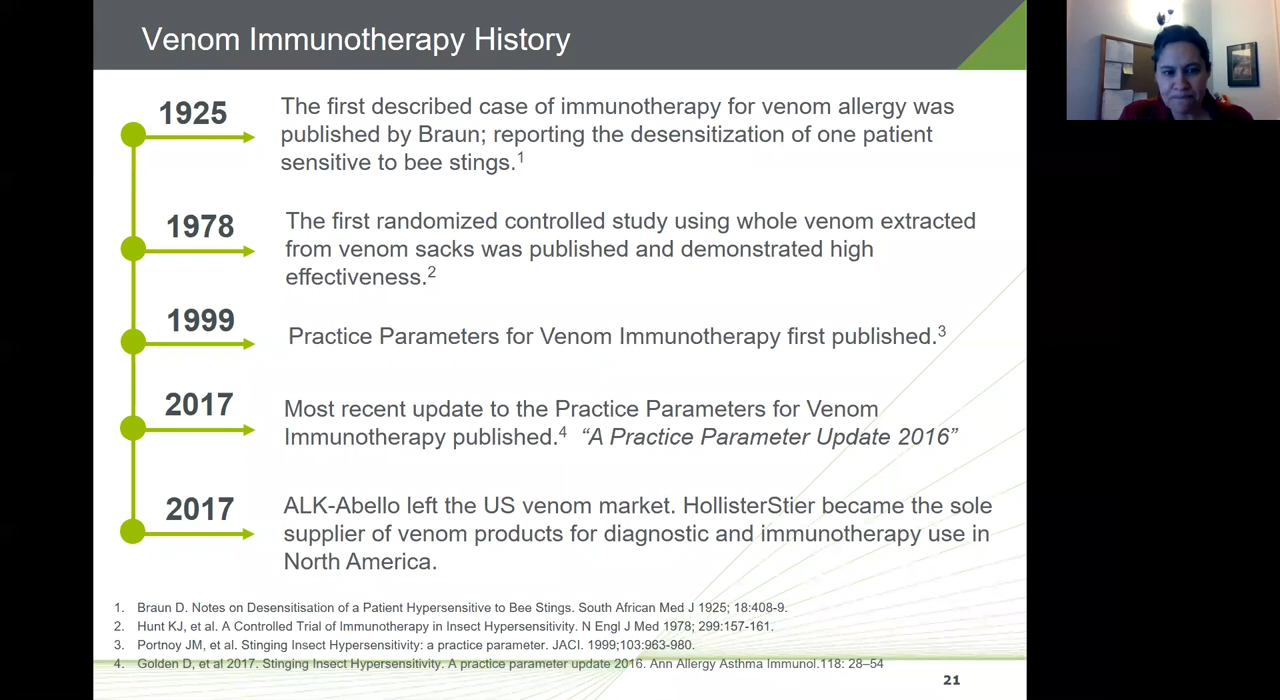 Venom Immunotherapy History
1925
The first described case of immunotherapy for venom allergy was
published by Braun; reporting the desensitization of one patient
sensitive to bee stings.1
1978
The first randomized controlled study using whole venom extracted
from venom sacks was published and demonstrated high
effectiveness.2
1999
Practice Parameters for Venom Immunotherapy first published.3
2017
Most recent update to the Practice Parameters for Venom
Immunotherapy published.4 “A Practice Parameter Update 2016”
2017
ALK-Abello left the US venom market. HollisterStier became the sole
supplier of venom products for diagnostic and immunotherapy use in
North America.
1. Braun D. Notes on Desensitisation of a Patient Hypersensitive to Bee Stings. South African Med J 1925; 18:408-9.
2. Hunt KJ, et al. A Controlled Trial of Immunotherapy in Insect Hypersensitivity. N Engl J Med 1978; 299:157-161.
3. Portnoy JM, et al. Stinging Insect Hypersensitivity: a practice parameter. JACI. 1999;103:963-980.
4. Golden D, et al 2017. Stinging Insect Hypersensitivity. A practice parameter update 2016. Ann Allergy Asthma Immunol.118: 28–54
21